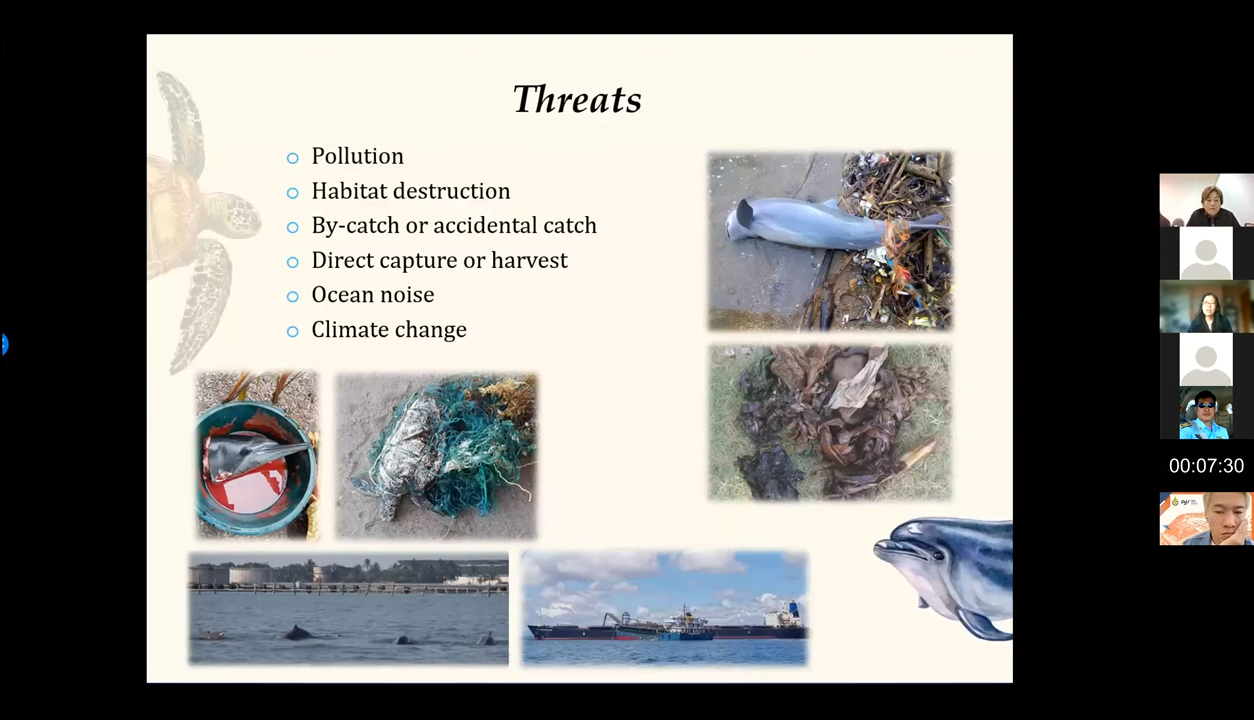 Threats
Pollution
Habitat destruction
By-catch or accidental catch
Direct capture or harvest
Ocean noise
Climate change
00:07:30